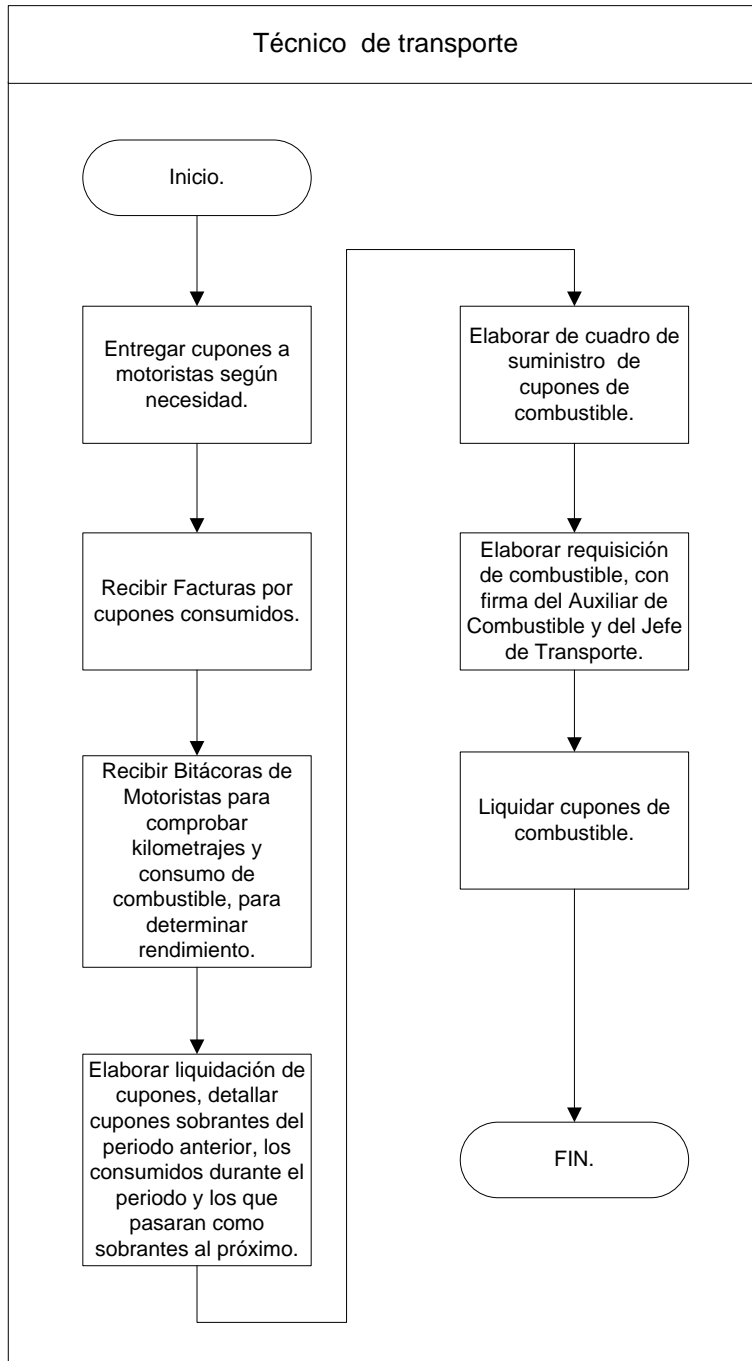 Técnico de transporte
Inicio.
Entregar cupones a
motoristas según
necesidad.
Recibir Facturas por
cupones consumidos.
Recibir Bitácoras de
Motoristas para
comprobar
kilometrajes y
consumo de
combustible, para
determinar
rendimiento.
Elaborar liquidación de
cupones, detallar
cupones sobrantes del
periodo anterior, los
consumidos durante el
periodo y los que
pasaran como
sobrantes al próximo.
Elaborar de cuadro de
suministro de
cupones de
combustible.
Elaborar requisición
de combustible, con
firma del Auxiliar de
Combustible y del Jefe
de Transporte.
Liquidar cupones de
combustible.
FIN.